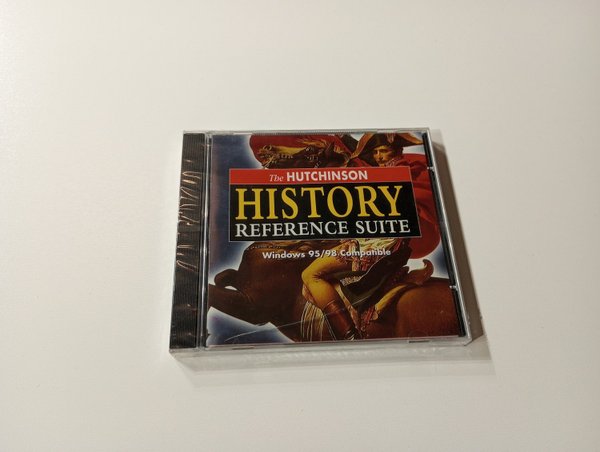 The HUTCHINSON
HISTORY
REFERENCE SUITE
Windows 95/98 Compatible